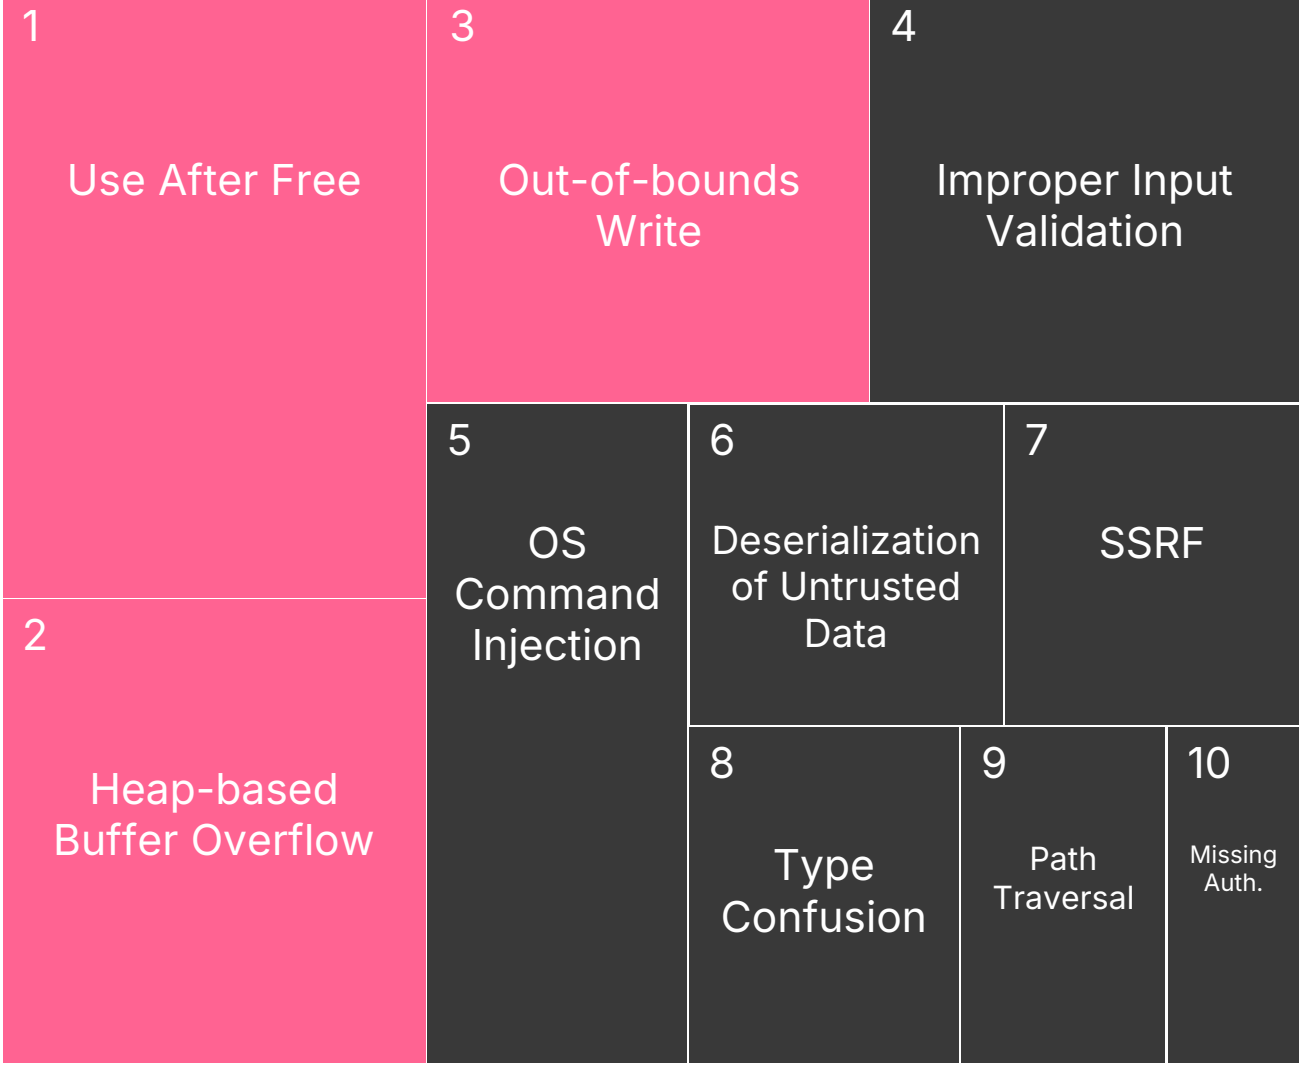 1
Use After Free
2
Heap-based
Buffer Overflow
3
Out-of-bounds
Write
4
Improper Input
Validation
5
OS
Command
Injection
6
Deserialization
of Untrusted
Data
7
SSRF
8
Type
Confusion
9
Path
Traversal
10
Missing
Auth.